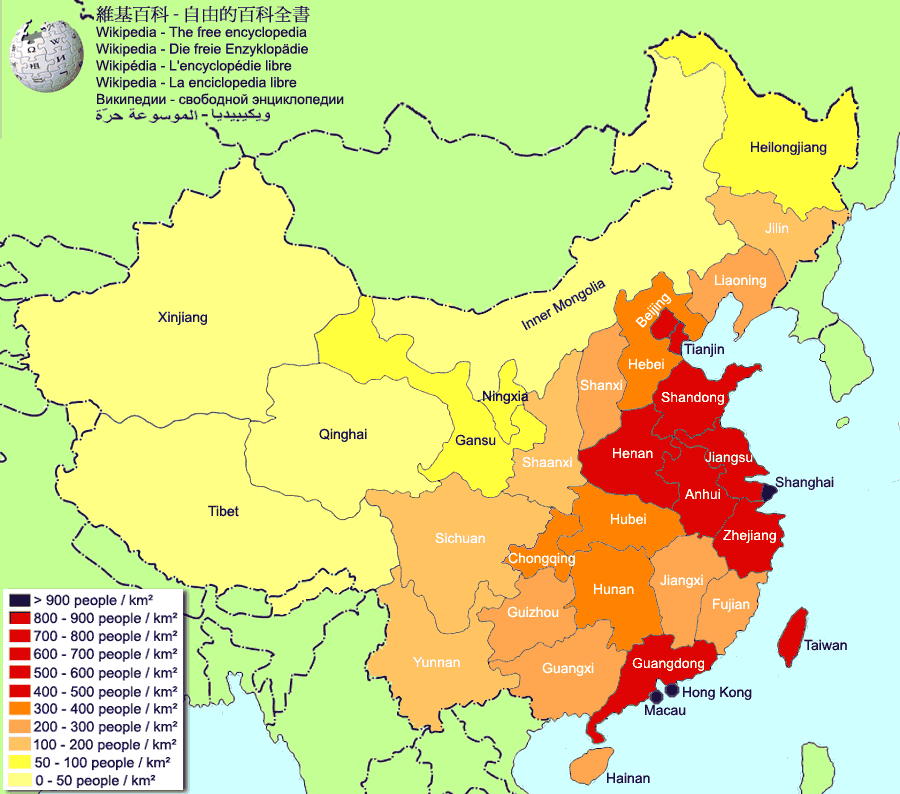 維基百科 - 自由的百科全書
Wikipedia - The free encyclopedia
Wikipedia - Die freie Enzyklopädie
Wikipédia - L'encyclopédie libre
Wikipedia - La enciclopedia libre
Википедии - свободной энциклопедии
ويكيبيديا - الموسوعة حرّة
Heilongjiang
Jilin
Liaoning
Inner Mongolia
Xinjiang
Beijing
Tianjin
Hebei
Shanxi
Ningxia
Shandong
Qinghai
Gansu
Shaanxi
Henan
Jiangsu
Shanghai
Anhui
Tibet
Hubei
Zhejiang
Sichuan
Chongqing
Hunan
Jiangxi
Fujian
Guizhou
Taiwan
Yunnan
Guangxi
Guangdong
Hong Kong
Macau
Hainan
> 900 people / km²
800 - 900 people / km²
700 - 800 people / km²
600 - 700 people / km²
500 - 600 people / km²
400 - 500 people / km²
300 - 400 people / km²
200 - 300 people / km²
100 - 200 people / km²
50 - 100 people / km²
0 - 50 people / km²